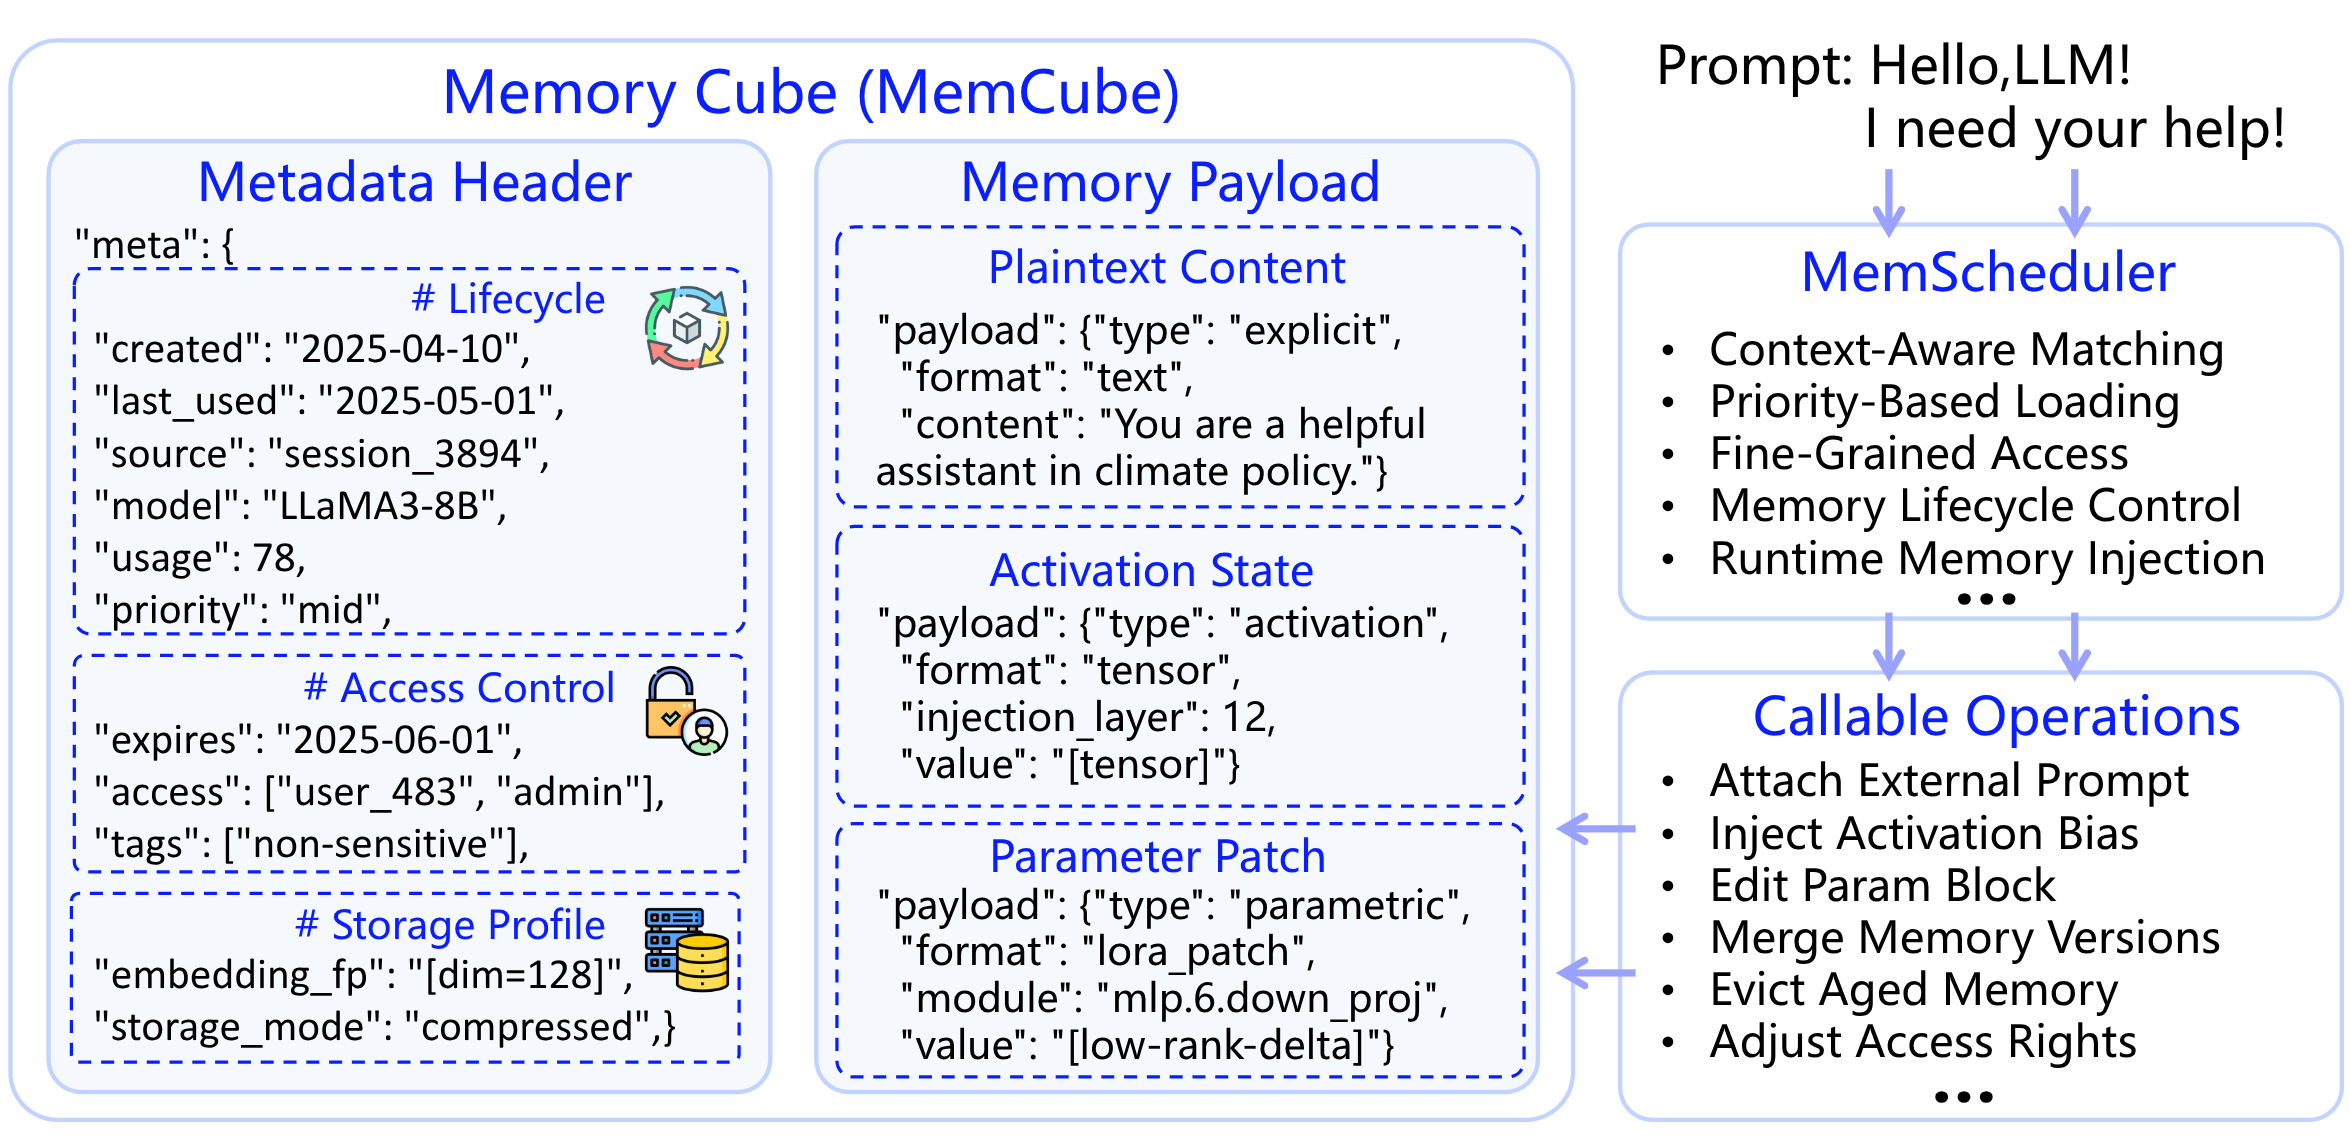 Memory Cube (MemCube)
Metadata Header
"meta": {
# Lifecycle
"created": "2025-04-10",
"last_used": "2025-05-01",
"source": "session_3894",
"model": "LLaMA3-8B",
"usage": 78,
"priority": "mid",
# Access Control
"expires": "2025-06-01",
"access": ["user_483", "admin"],
"tags": ["non-sensitive"],
# Storage Profile
"embedding_fp": "[dim=128]",
"storage_mode": "compressed",}
Memory Payload
Plaintext Content
"payload": {"type": "explicit",
"format": "text",
"content": "You are a helpful
assistant in climate policy."}
Activation State
"payload": {"type": "activation",
"format": "tensor",
"injection_layer": 12,
"value": "[tensor]"}
Parameter Patch
"payload": {"type": "parametric",
"format": "lora_patch",
"module": "mlp.6.down_proj",
"value": "[low-rank-delta]"}
Prompt: Hello,LLM!
I need your help!
MemScheduler
• Context-Aware Matching
• Priority-Based Loading
• Fine-Grained Access
• Memory Lifecycle Control
• Runtime Memory Injection
•••
Callable Operations
• Attach External Prompt
• Inject Activation Bias
• Edit Param Block
• Merge Memory Versions
• Evict Aged Memory
• Adjust Access Rights
•••